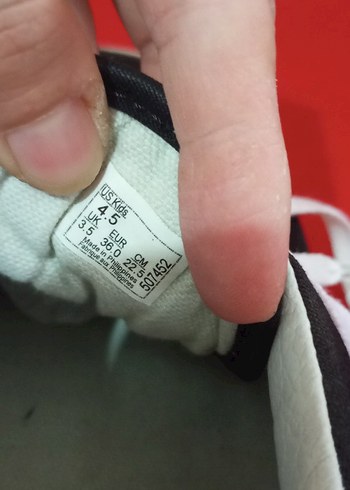 US Kids
4.5
UK EUR CM
3.5 36.0 22.5
Made in Philippines
Fabriqué aux Philippines
507452